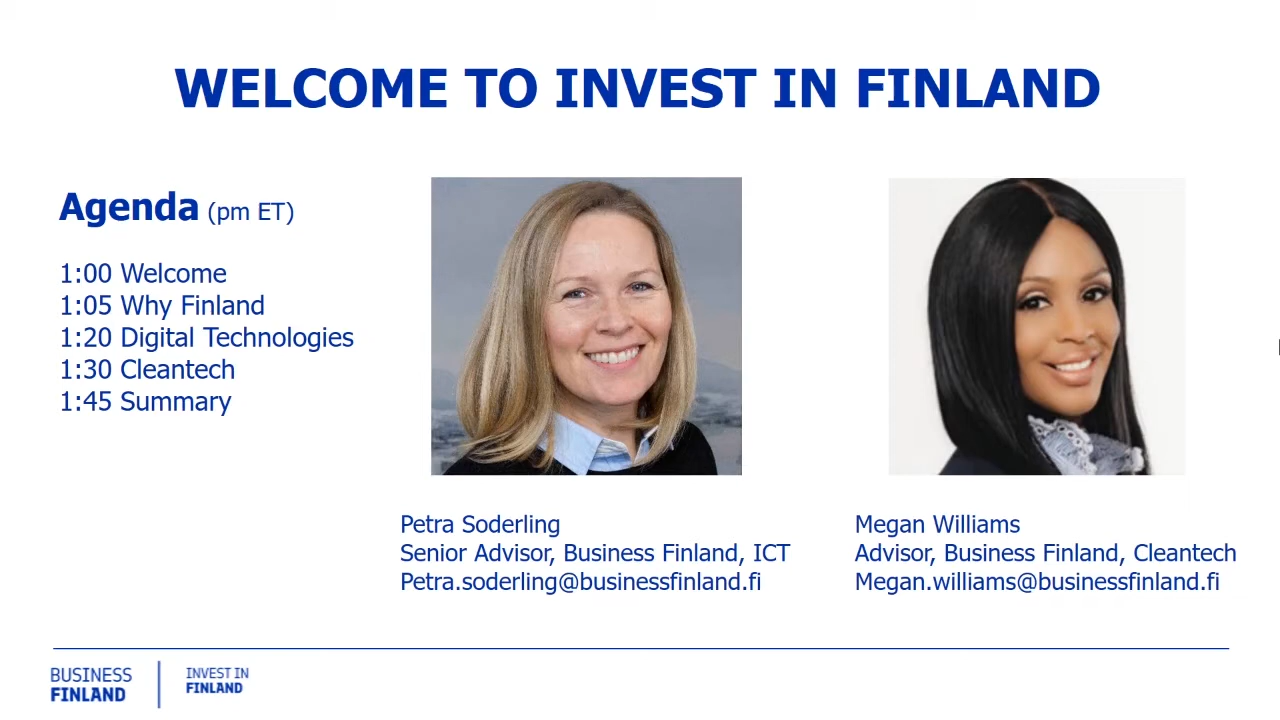 WELCOME TO INVEST IN FINLAND
Agenda (pm ET)
1:00 Welcome
1:05 Why Finland
1:20 Digital Technologies
1:30 Cleantech
1:45 Summary
Petra Soderling
Senior Advisor, Business Finland, ICT
Petra.soderling@businessfinland.fi
Megan Williams
Advisor, Business Finland, Cleantech
Megan.williams@businessfinland.fi
BUSINESS
FINLAND
INVEST IN
FINLAND